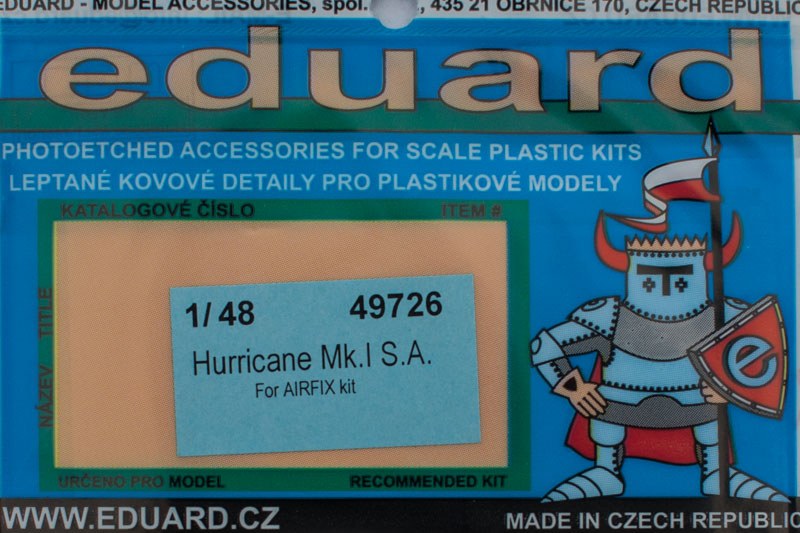 EDUARD - MODEL ACCESSORIES, spol. 435 21 OBRNICE 170, CZECH REPUBLIC
eduard
PHOTOETCHED ACCESSORIES FOR SCALE PLASTIC KITS
LEPTANÉ KOVOVÉ DETAILY PRO PLASTIKOVÉ MODELY
KATALOGOVÉ ČÍSLO ITEM #
NÁZEV TITLE
1/48 49726
Hurricane Mk.I S.A.
For AIRFIX kit
e
URČENO PRO MODEL RECOMMENDED KIT
WWW.EDUARD.CZ MADE IN CZECH REPUBLIC